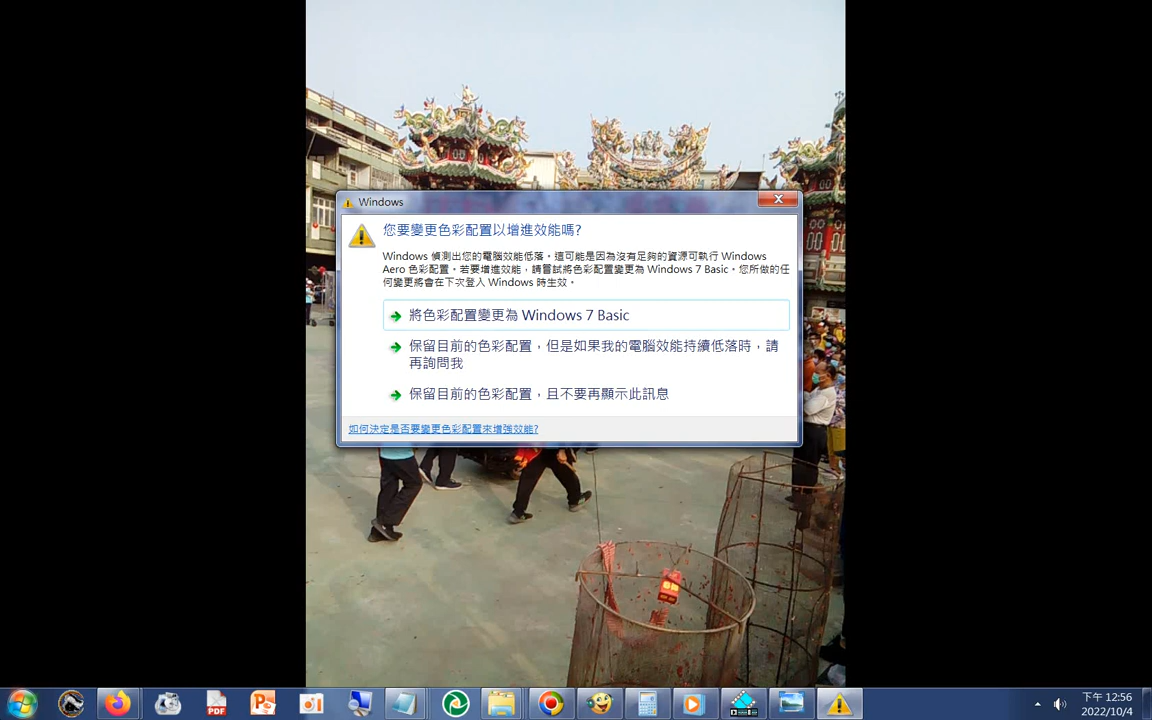 Windows
您要變更色彩配置以增進效能嗎?
Windows 偵測出您的電腦效能低落。這可能是因為沒有足夠的資源可執行 Windows
Aero 色彩配置。若要增進效能，請嘗試將色彩配置變更為 Windows 7 Basic。您所做的任
何變更將會在下次登入 Windows 時生效。
將色彩配置變更為 Windows 7 Basic
保留目前的色彩配置，但是如果我的電腦效能持續低落時，請
再詢問我
保留目前的色彩配置，且不要再顯示此訊息
如何決定是否要變更色彩配置來增強效能?
PDF
下午 12:56
2022/10/4